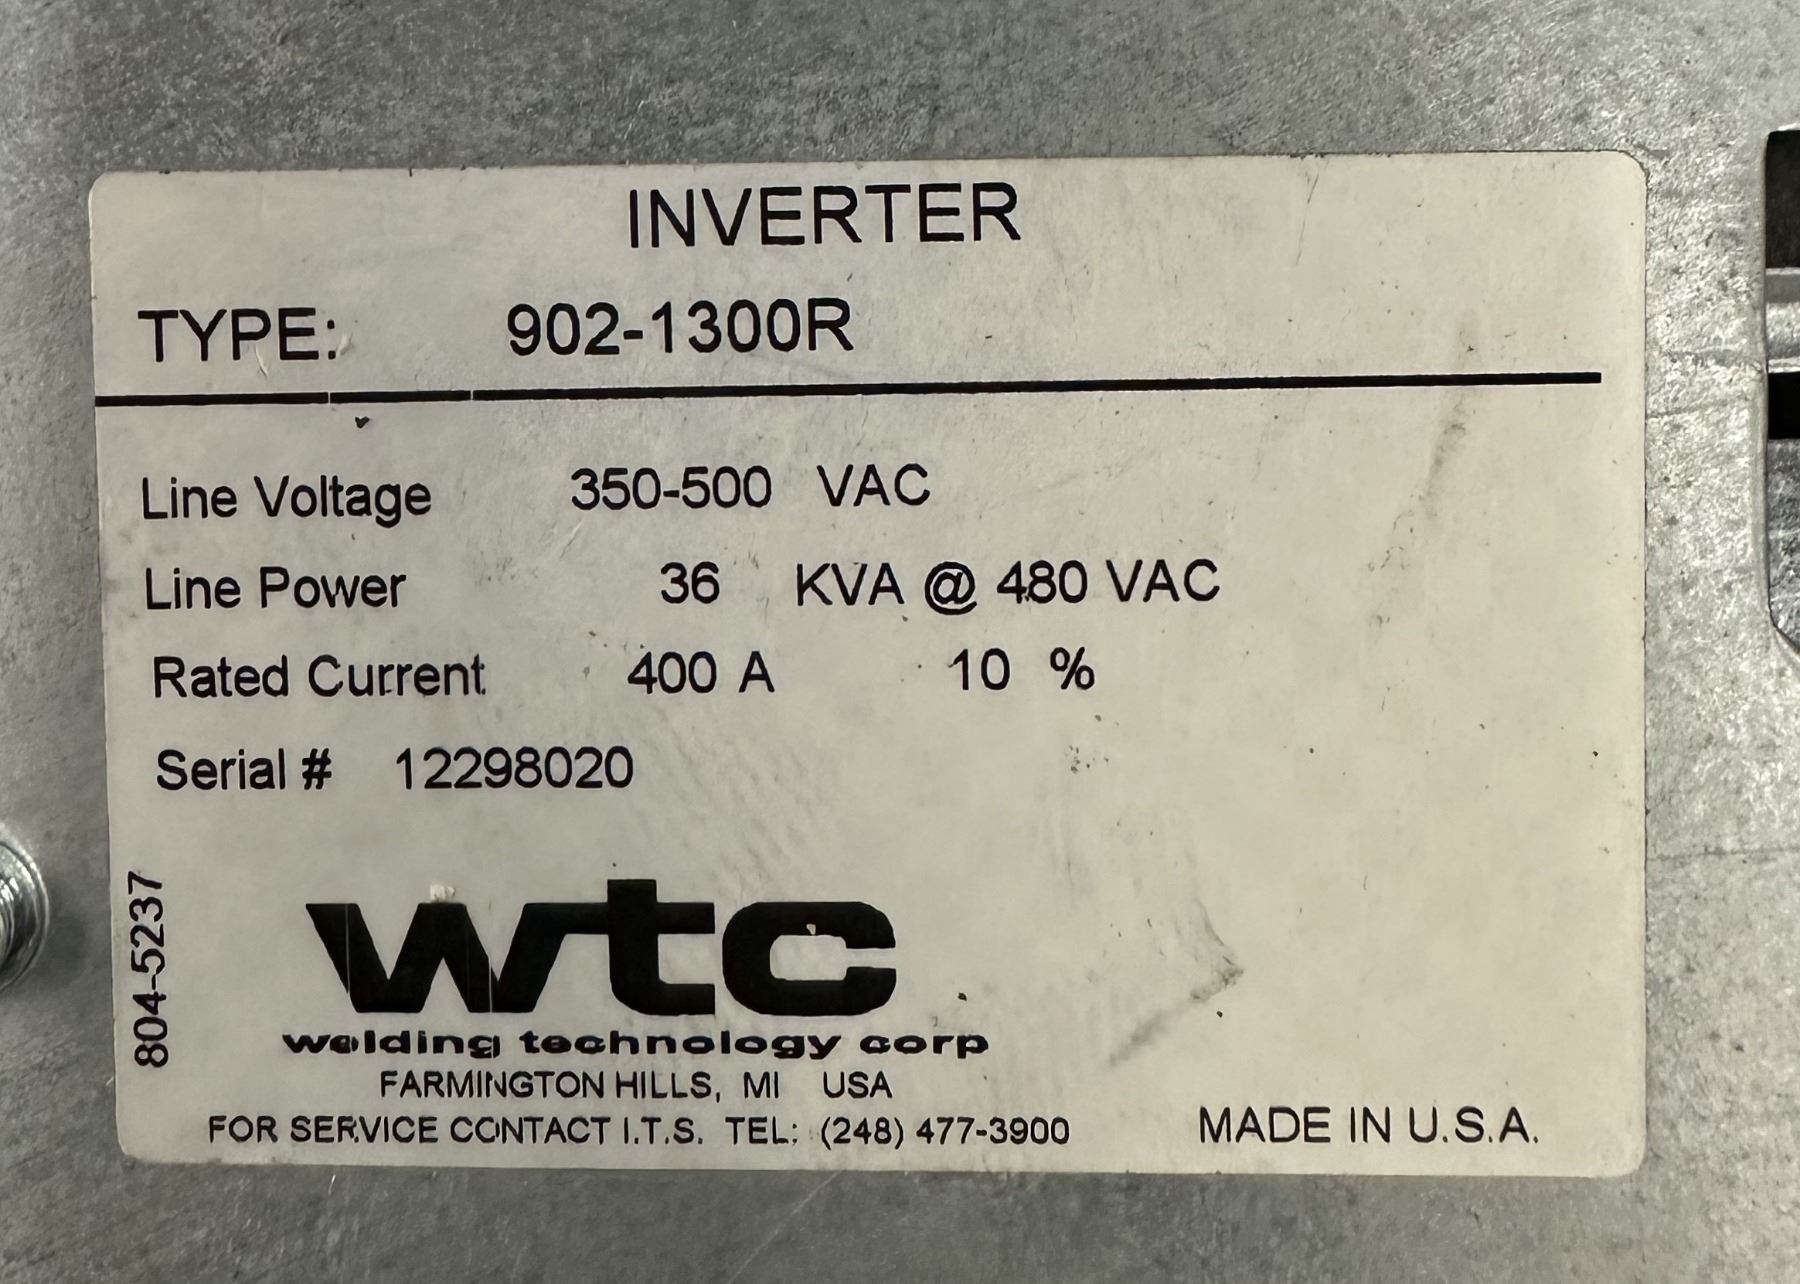 INVERTER
TYPE: 902-1300R
Line Voltage 350-500 VAC
Line Power 36 KVA @ 480 VAC
Rated Current 400 A 10 %
Serial # 12298020
804-5237
wtc
welding technology corp
FARMINGTON HILLS, MI USA
FOR SERVICE CONTACT I.T.S. TEL: (248) 477-3900
MADE IN U.S.A.